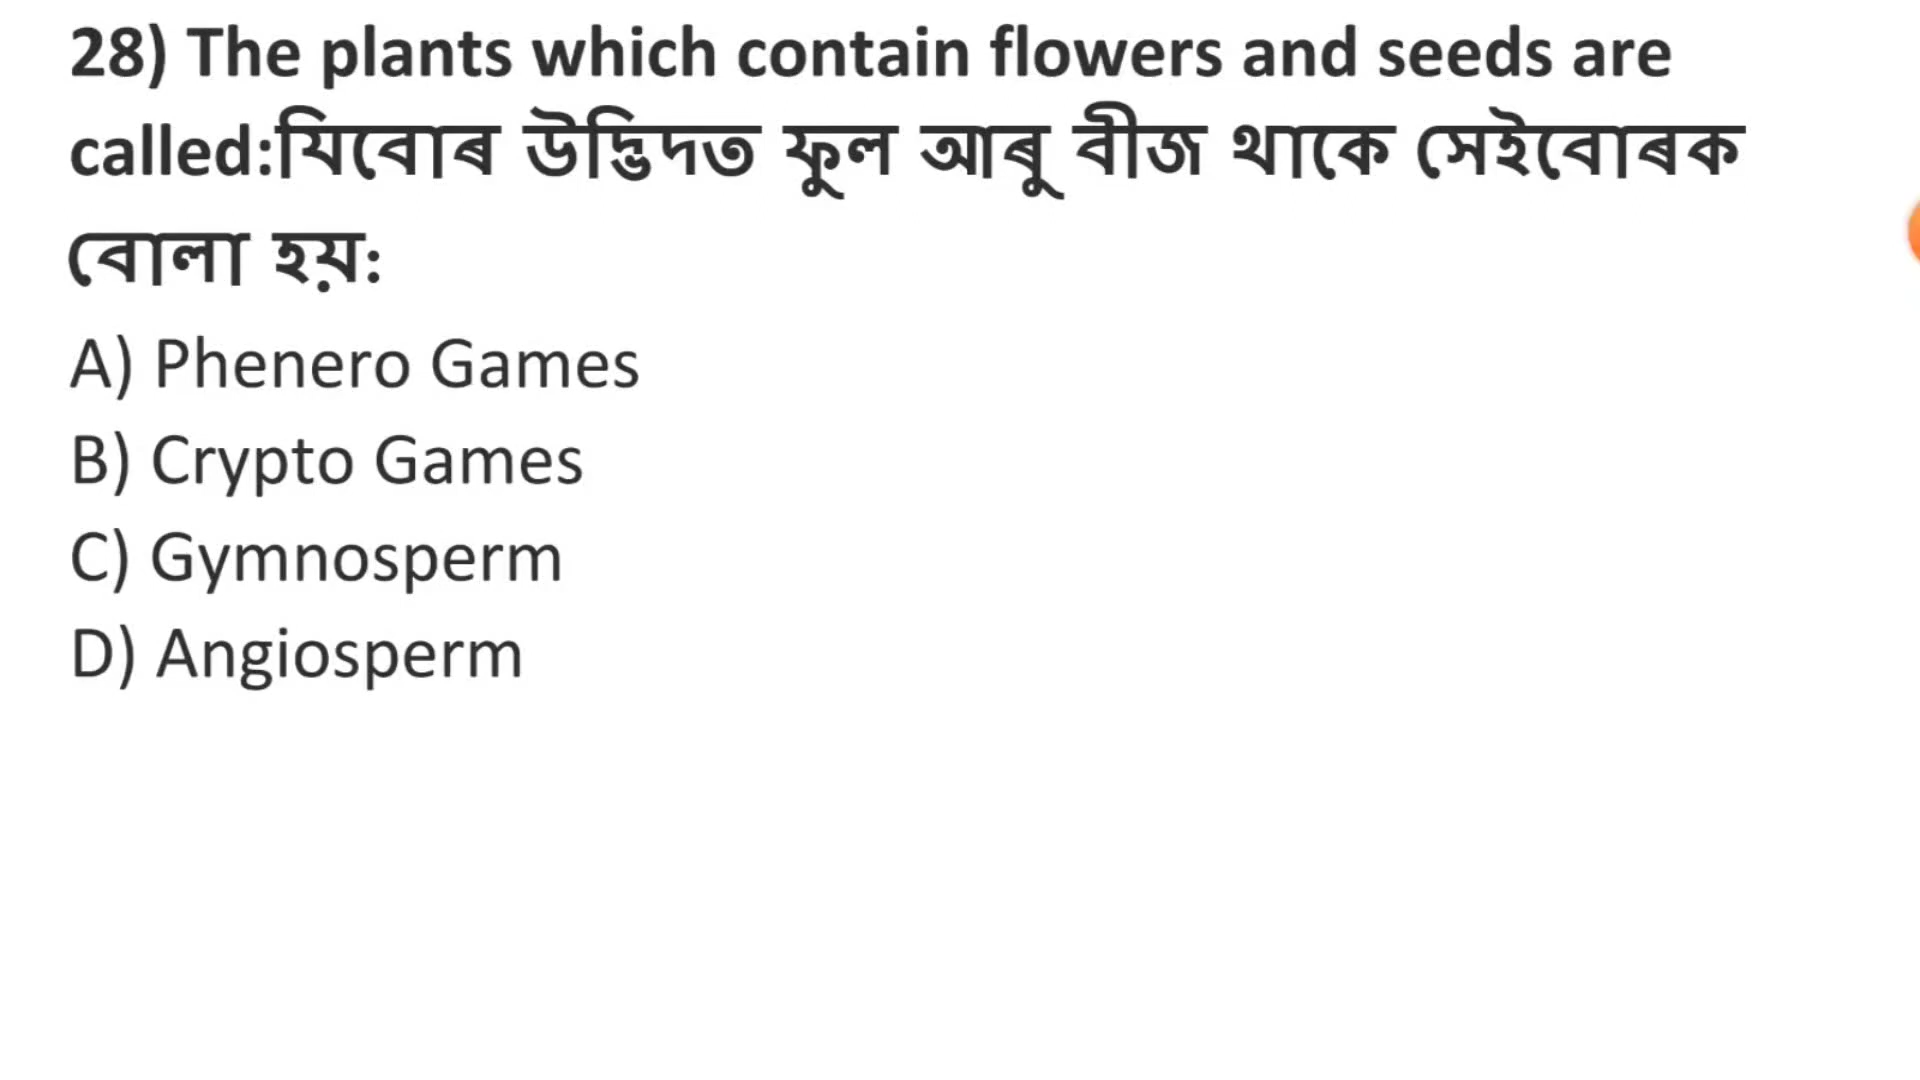 28) The plants which contain flowers and seeds are
called:যিবোৰ উদ্ভিদত ফুল আৰু বীজ থাকে সেইবোৰক
বোলা হয়ঃ
A) Phenero Games
B) Crypto Games
C) Gymnosperm
D) Angiosperm